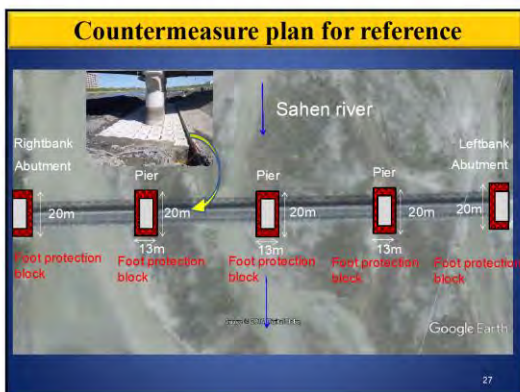 Countermeasure plan for reference
Sahen river
Rightbank
Abutment
Leftbank
Abutment
Pier
Pier
Pier
20m
20m
20m
20m
20m
13m
13m
13m
Foot protection
block
Foot protection
block
Foot protection
block
Foot protection
block
Foot protection
block
Google Earth
27